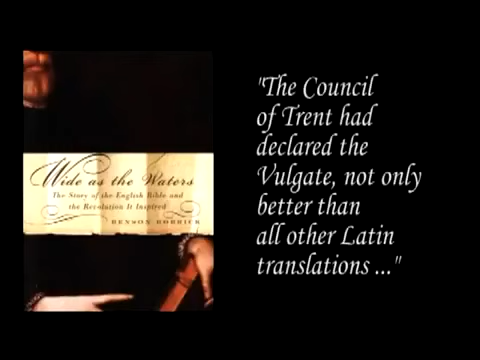 Wide as the Waters
The Story of the English Bible and
the Revolution It Inspired
BENSON BOBRICK
"The Council
of Trent had
declared the
Vulgate, not only
better than
all other Latin
translations ..."